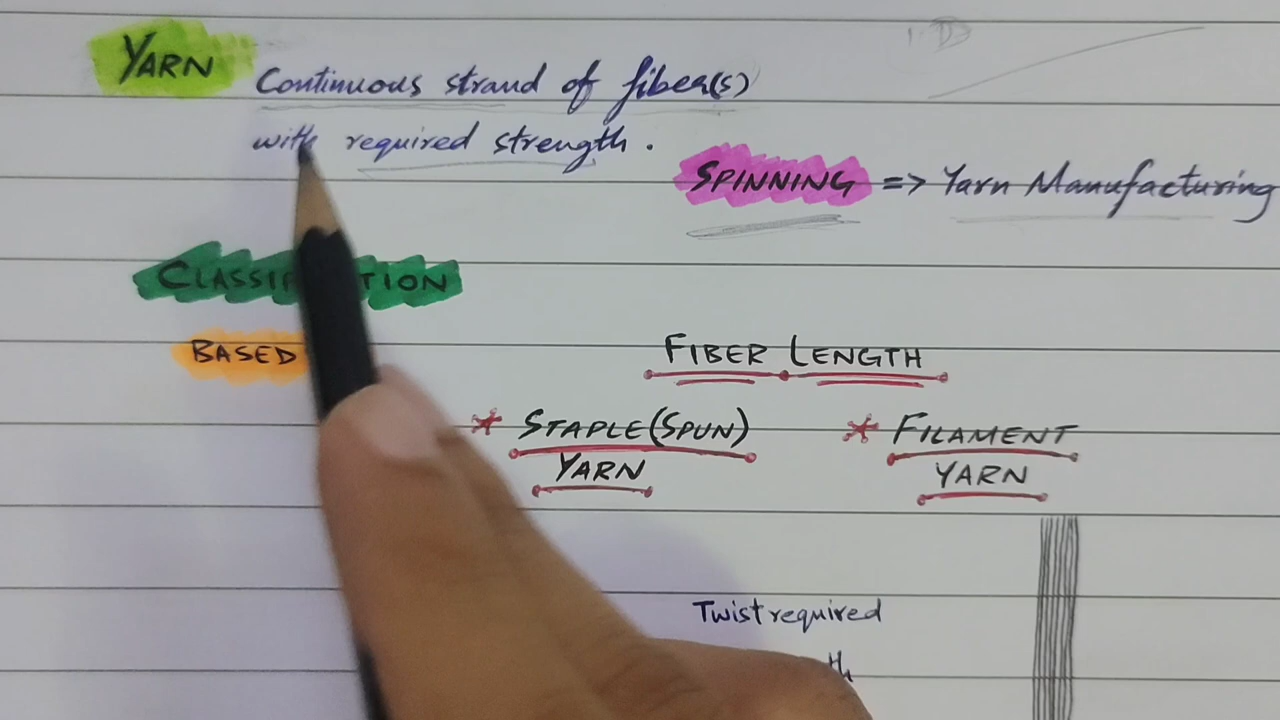 YARN Continuous strand of fiber(s)
with required strength.
SPINNING => Yarn Manufacturing
BASED
FIBER LENGTH
* STAPLE(SPUN) * FILAMENT
YARN YARN
Twist required